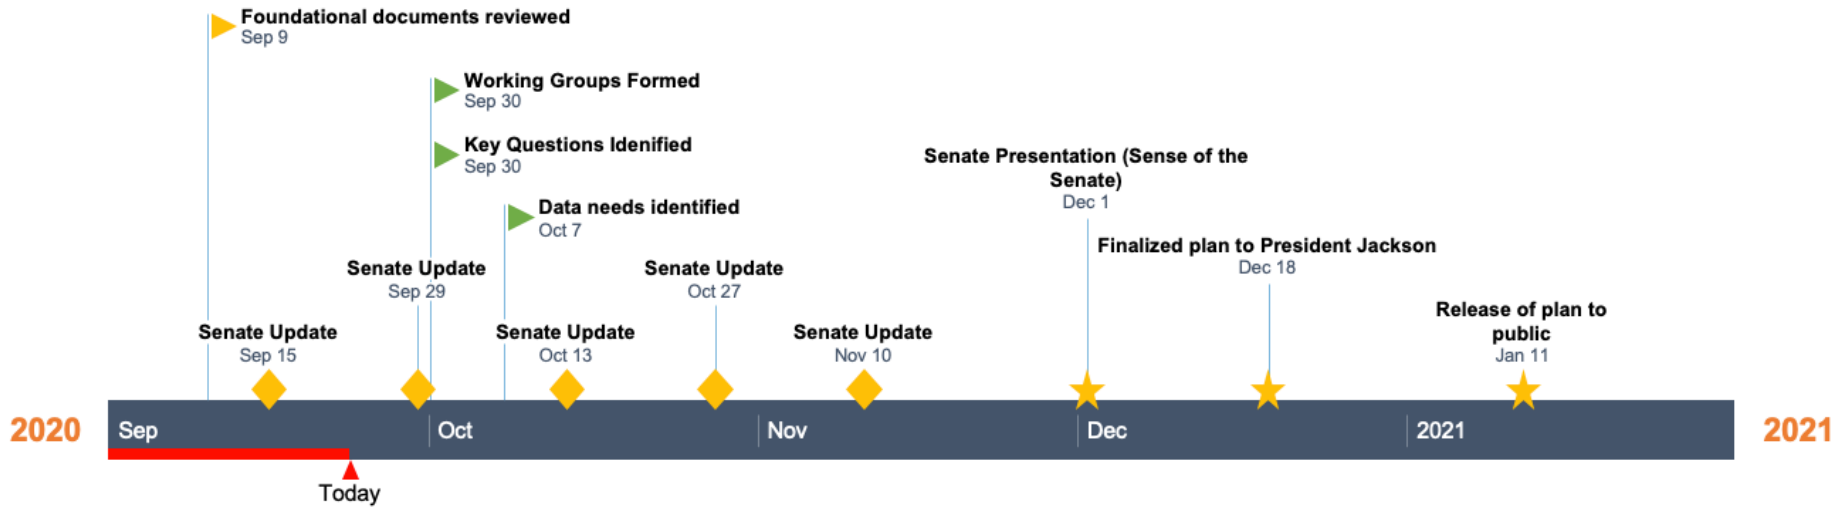 Foundational documents reviewed
Sep 9
Working Groups Formed
Sep 30
Key Questions Idenified
Sep 30
Data needs identified
Oct 7
Senate Update
Sep 29
Senate Update
Oct 27
Senate Update
Sep 15
Senate Update
Oct 13
Senate Update
Nov 10
Senate Presentation (Sense of the
Senate)
Dec 1
Finalized plan to President Jackson
Dec 18
Release of plan to
public
Jan 11
2020
Sep
Oct
Nov
Dec
2021
2021
Today